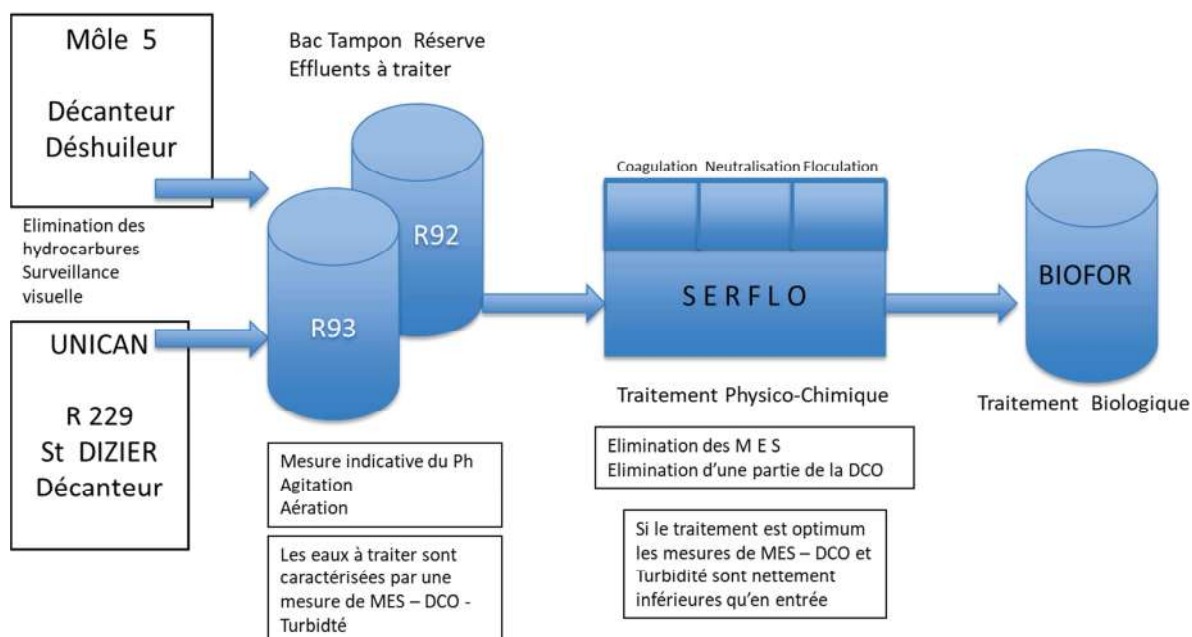 Môle 5
Décanteur
Déshuileur
Elimination des
hydrocarbures
Surveillance
visuelle
UNICAN
R 229
St DIZIER
Décanteur
Bac Tampon Réserve
Effluents à traiter
R92
R93
Mesure indicative du Ph
Agitation
Aération
Les eaux à traiter sont
caractérisées par une
mesure de MES – DCO -
Turbidté
Coagulation Neutralisation Floculation
S E R F L O
Traitement Physico-Chimique
Elimination des M E S
Elimination d'une partie de la DCO
Si le traitement est optimum
les mesures de MES – DCO et
Turbidité sont nettement
inférieures qu'en entrée
BIOFOR
Traitement Biologique